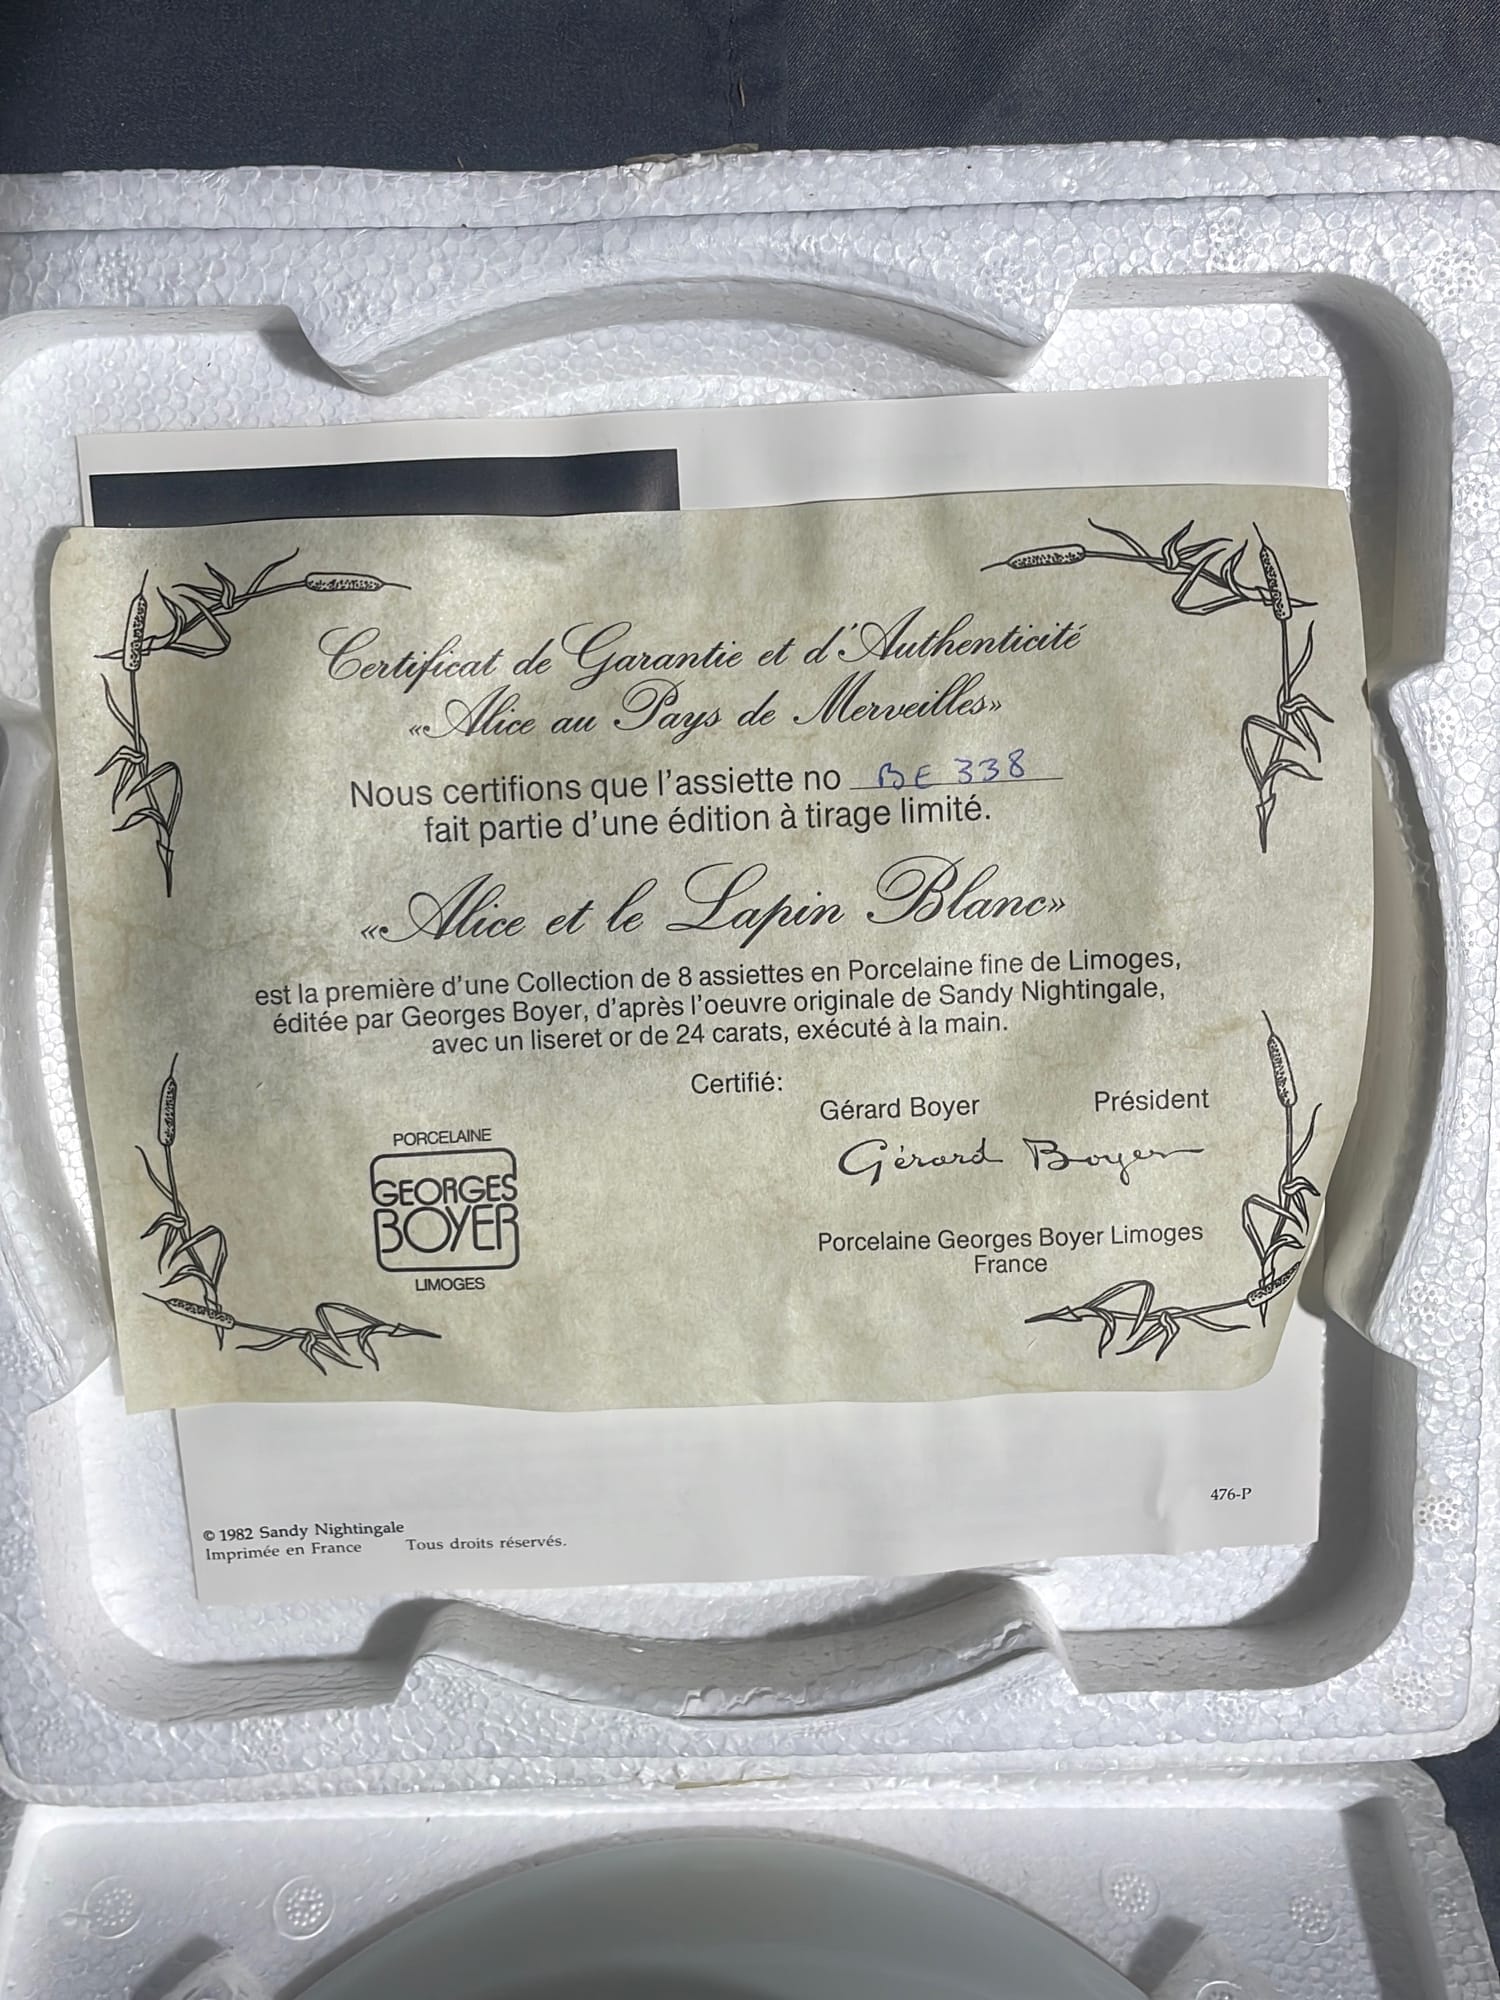 Certificat de Garantie et d'Authenticité
«Alice au Pays de Merveilles»
Nous certifions que l'assiette no BE 338
fait partie d'une édition à tirage limité.
«Alice et le Lapin Blanc»
est la première d'une Collection de 8 assiettes en Porcelaine fine de Limoges,
éditée par Georges Boyer, d'après l'oeuvre originale de Sandy Nightingale,
avec un liseret or de 24 carats, exécuté à la main.
Certifié:
Gérard Boyer Président
Gérard Boyer
PORCELAINE
GEORGES
BOYER
LIMOGES
Porcelaine Georges Boyer Limoges
France
476-P
© 1982 Sandy Nightingale
Imprimée en France Tous droits réservés.